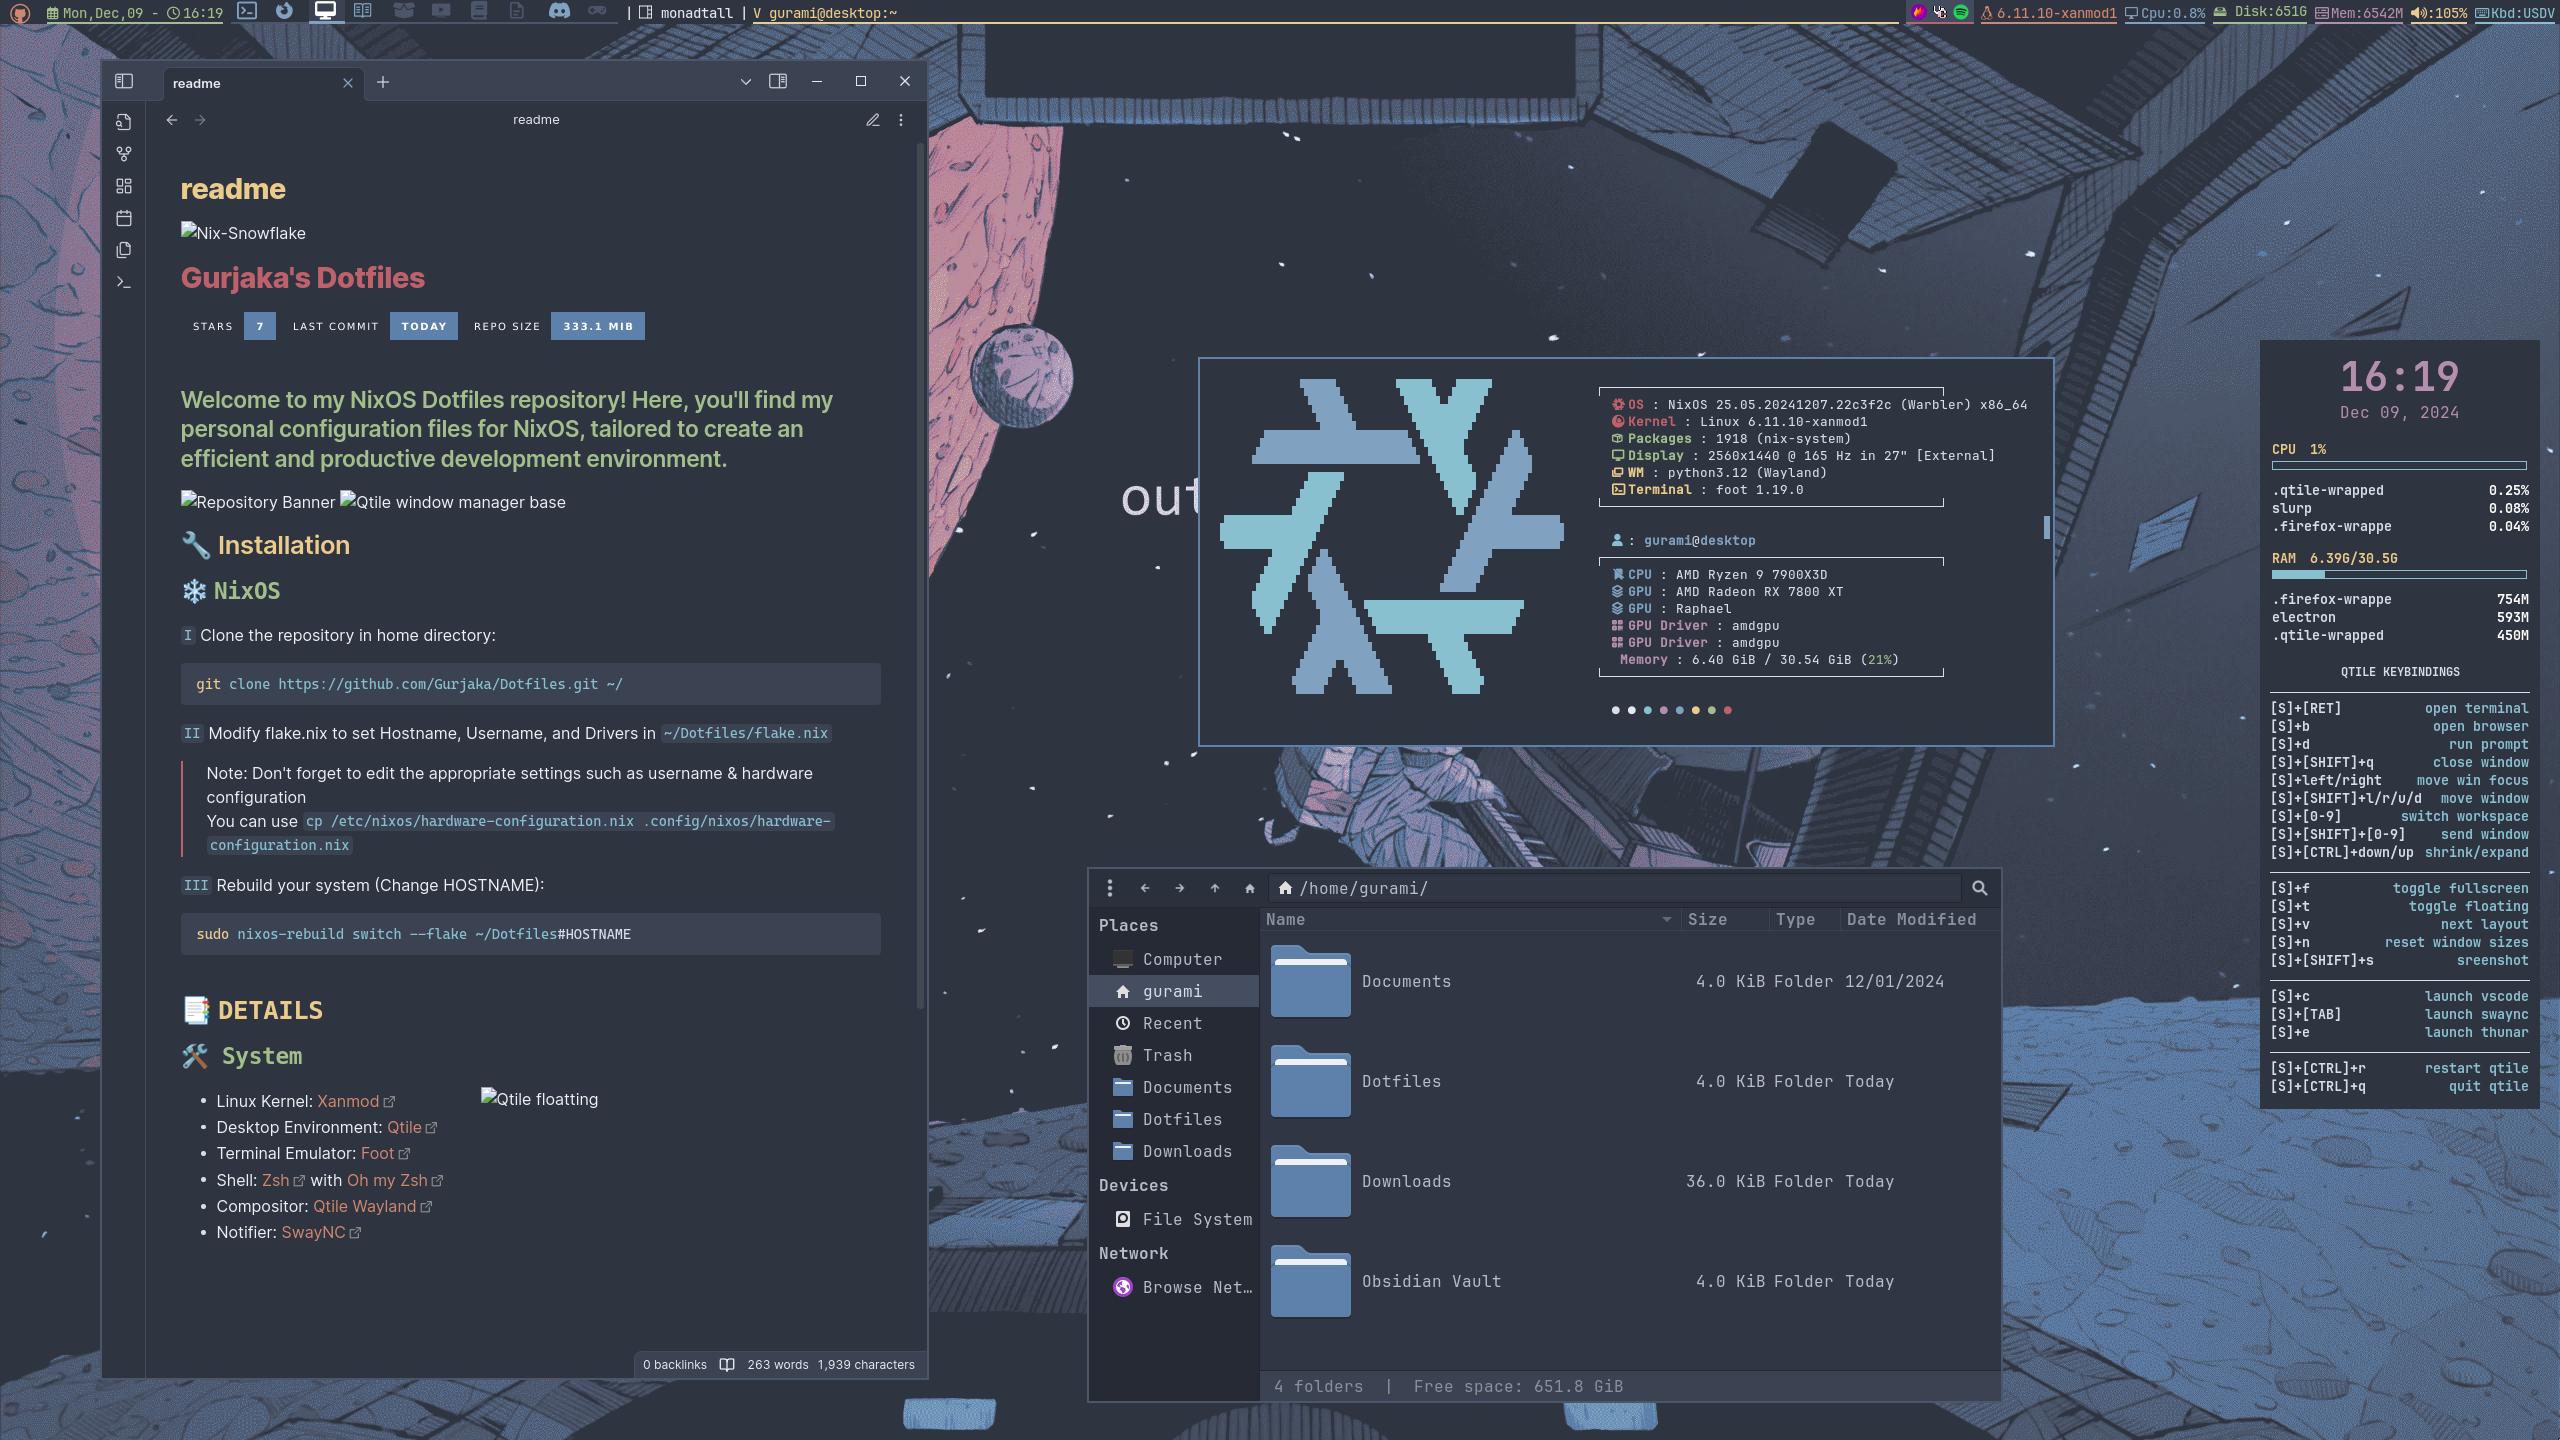 Mon,Dec,09 - 16:19
| monadtall | V gurami@desktop:~
6.11.10-xanmod1 Cpu:0.8% Disk:651G Mem:6542M :105% Kbd:USDV
readme
readme
readme
Nix-Snowflake
Gurjaka's Dotfiles
STARS 7 LAST COMMIT TODAY REPO SIZE 333.1 MIB
Welcome to my NixOS Dotfiles repository! Here, you'll find my
personal configuration files for NixOS, tailored to create an
efficient and productive development environment.
Repository Banner Qtile window manager base
Installation
NixOS
I Clone the repository in home directory:
git clone https://github.com/Gurjaka/Dotfiles.git ~/
II Modify flake.nix to set Hostname, Username, and Drivers in ~/Dotfiles/flake.nix
Note: Don't forget to edit the appropriate settings such as username & hardware
configuration
You can use cp /etc/nixos/hardware-configuration.nix .config/nixos/hardware-
configuration.nix
III Rebuild your system (Change HOSTNAME):
sudo nixos-rebuild switch --flake ~/Dotfiles#HOSTNAME
DETAILS
System
• Linux Kernel: Xanmod
• Desktop Environment: Qtile
• Terminal Emulator: Foot
• Shell: Zsh with Oh my Zsh
• Compositor: Qtile Wayland
• Notifier: SwayNC
Qtile floatting
0 backlinks 263 words 1,939 characters
out
OS : NixOS 25.05.20241207.22c3f2c (Warbler) x86_64
Kernel : Linux 6.11.10-xanmod1
Packages : 1918 (nix-system)
Display : 2560x1440 @ 165 Hz in 27" [External]
WM : python3.12 (Wayland)
Terminal : foot 1.19.0
: gurami@desktop
CPU : AMD Ryzen 9 7900X3D
GPU : AMD Radeon RX 7800 XT
GPU : Raphael
GPU Driver : amdgpu
GPU Driver : amdgpu
Memory : 6.40 GiB / 30.54 GiB (21%)
/home/gurami/
Places
Computer
gurami
Recent
Trash
Documents
Dotfiles
Downloads
Devices
File System
Network
Browse Net…
Name Size Type Date Modified
Documents 4.0 KiB Folder 12/01/2024
Dotfiles 4.0 KiB Folder Today
Downloads 36.0 KiB Folder Today
Obsidian Vault 4.0 KiB Folder Today
4 folders | Free space: 651.8 GiB
16:19
Dec 09, 2024
CPU 1%
.qtile-wrapped 0.25%
slurp 0.08%
.firefox-wrappe 0.04%
RAM 6.39G/30.5G
.firefox-wrappe 754M
electron 593M
.qtile-wrapped 450M
QTILE KEYBINDINGS
[S]+[RET] open terminal
[S]+b open browser
[S]+d run prompt
[S]+[SHIFT]+q close window
[S]+left/right move win focus
[S]+[SHIFT]+l/r/u/d move window
[S]+[0-9] switch workspace
[S]+[SHIFT]+[0-9] send window
[S]+[CTRL]+down/up shrink/expand
[S]+f toggle fullscreen
[S]+t toggle floating
[S]+v next layout
[S]+n reset window sizes
[S]+[SHIFT]+s sreenshot
[S]+c launch vscode
[S]+[TAB] launch swaync
[S]+e launch thunar
[S]+[CTRL]+r restart qtile
[S]+[CTRL]+q quit qtile